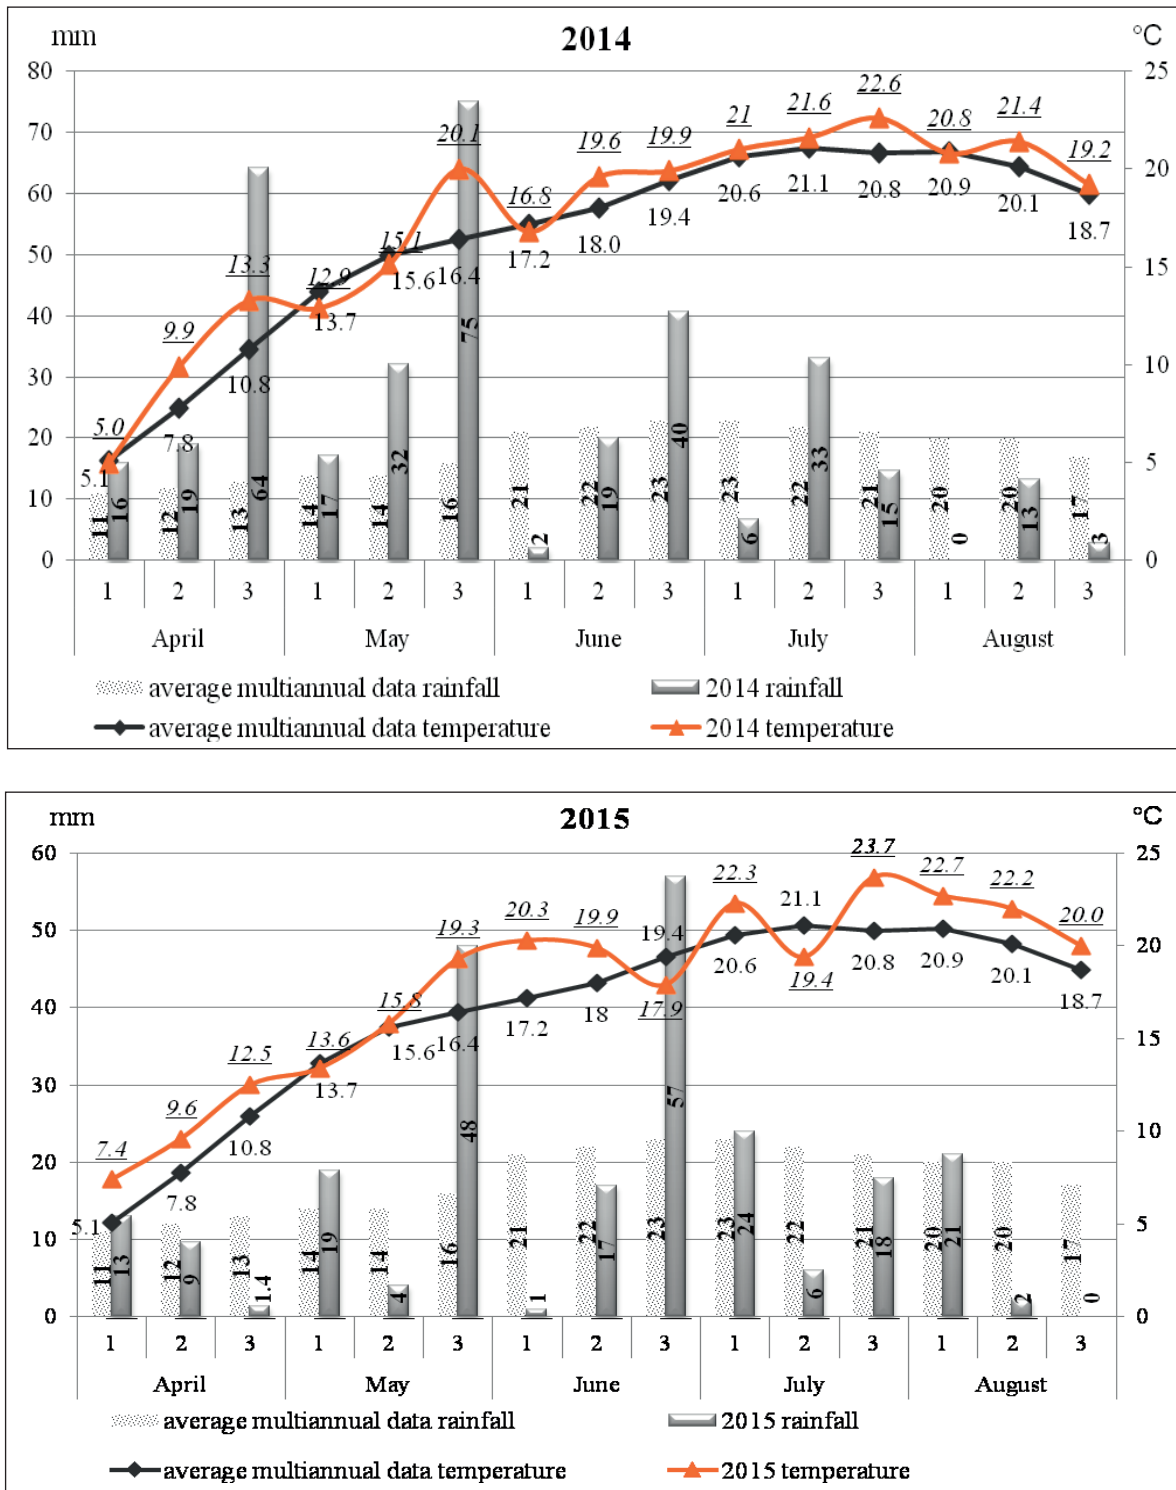 mm 2014 °C
80 25
70
60 20
50 15
40
30 10
20 5
10
0 0
5.0 9.9 13.3 12.9 15.1 20.1 16.8 19.6 19.9 21 21.6 22.6 20.8 21.4 19.2
5.1 7.8 10.8 13.7 15.6 16.4 17.2 18.0 19.4 20.6 21.1 20.8 20.9 20.1 18.7
11 16 12 19 13 64 14 17 14 32 16 75 21 2 22 19 23 40 23 6 22 33 21 15 20 0 20 13 17 3
1 2 3 1 2 3 1 2 3 1 2 3 1 2 3
April May June July August
average multiannual data rainfall 2014 rainfall
average multiannual data temperature 2014 temperature
mm 2015 °C
60 25
50 20
40 15
30
20 10
10 5
0 0
7.4 9.6 12.5 13.6 15.8 19.3 20.3 19.9 17.9 22.3 19.4 23.7 22.7 22.2 20.0
5.1 7.8 10.8 13.7 15.6 16.4 17.2 18 19.4 20.6 21.1 20.8 20.9 20.1 18.7
11 13 12 9 13 1.4 14 19 14 4 16 48 21 1 22 17 23 57 23 24 22 6 21 18 20 21 20 2 17 0
1 2 3 1 2 3 1 2 3 1 2 3 1 2 3
April May June July August
average multiannual data rainfall 2015 rainfall
average multiannual data temperature 2015 temperature